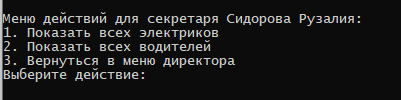 Меню действий для секретаря Сидорова Рузалия:
1. Показать всех электриков
2. Показать всех водителей
3. Вернуться в меню директора
Выберите действие: